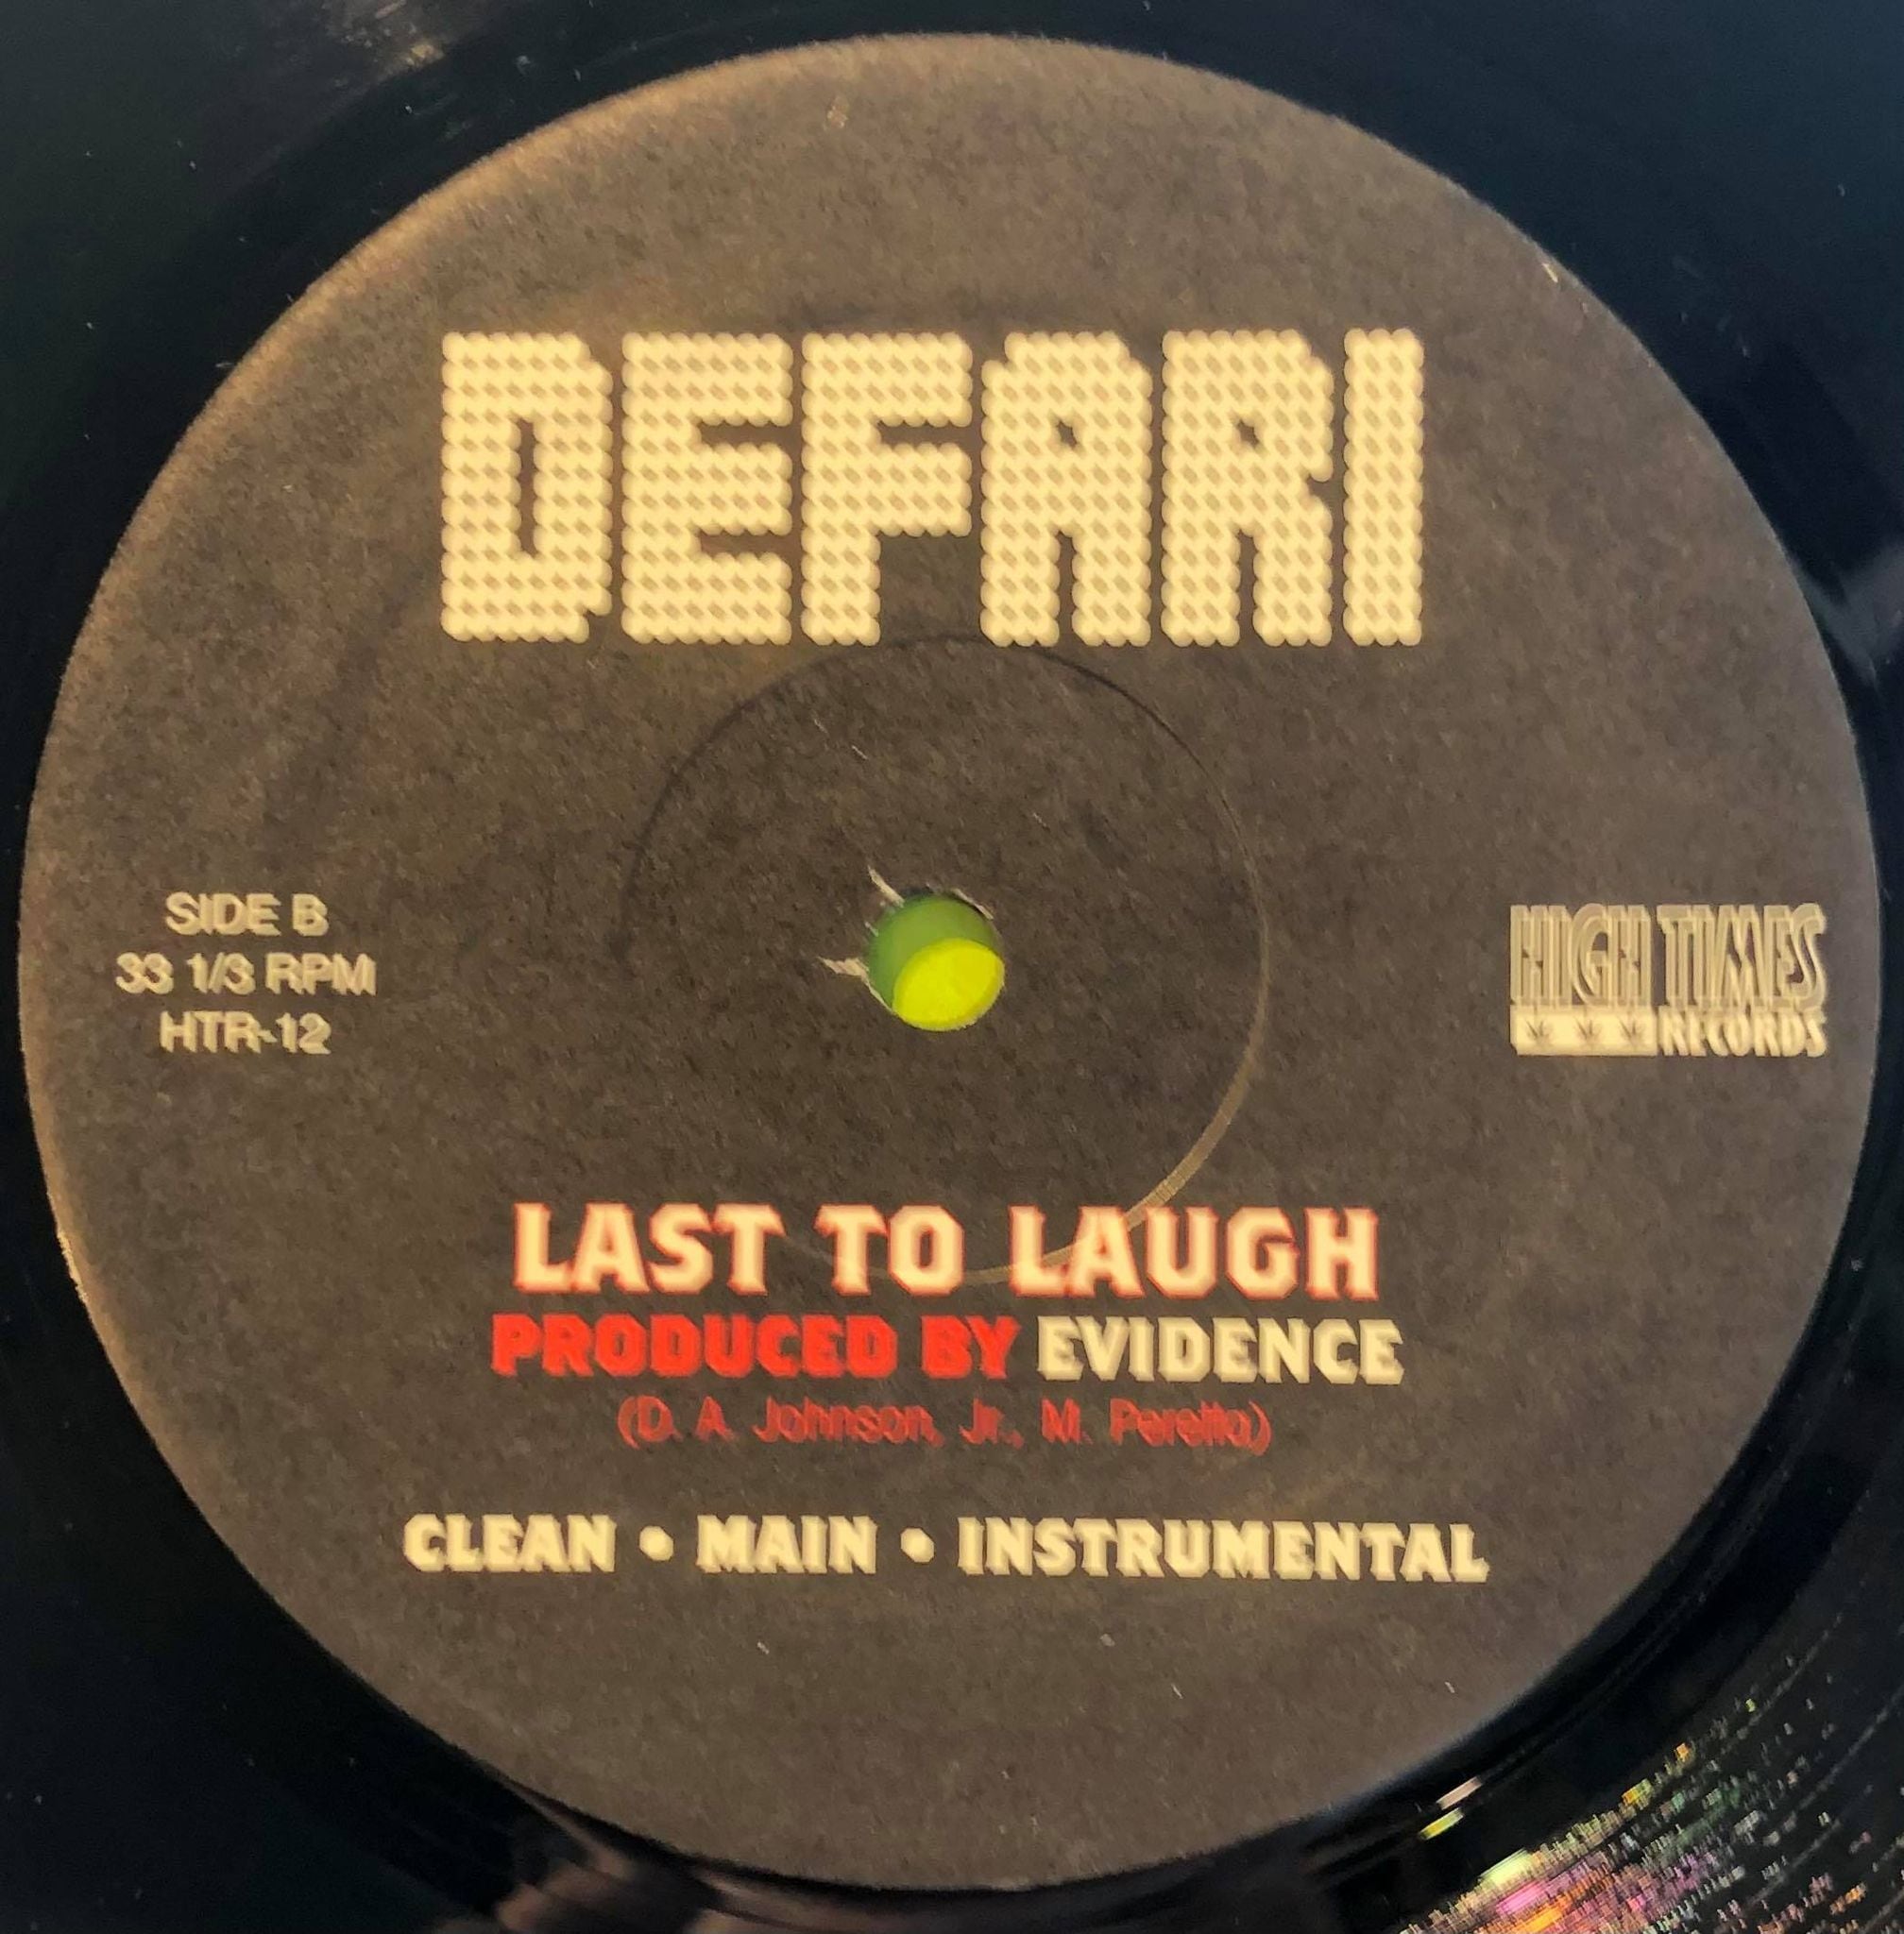 DEFARI
SIDE B
33 1/3 RPM
HTR-12
HIGH TIMES
RECORDS
LAST TO LAUGH
PRODUCED BY EVIDENCE
(D. A. Johnson, Jr., M. Peretta)
CLEAN • MAIN • INSTRUMENTAL